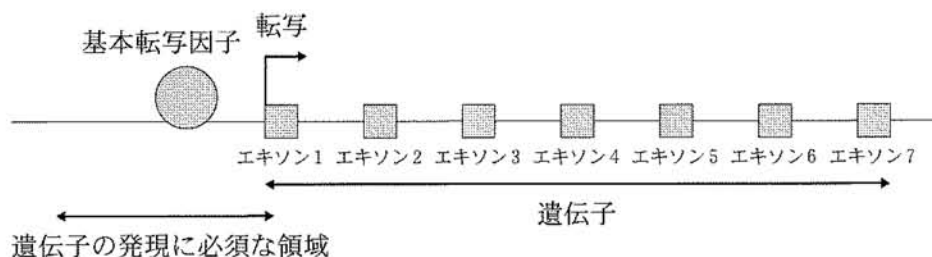 転写
基本転写因子
エキソン1 エキソン2 エキソン3 エキソン4 エキソン5 エキソン6 エキソン7
遺伝子
遺伝子の発現に必須な領域